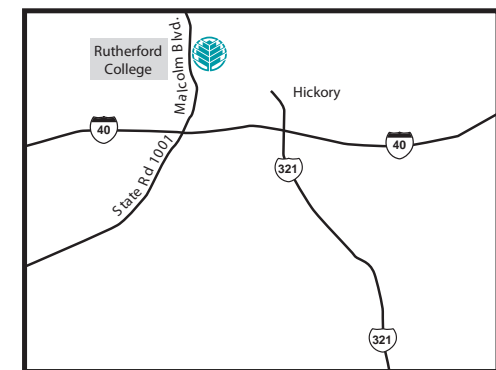 Rutherford
College
Malcolm Blvd.
Hickory
40
40
State Rd 1001
321
321